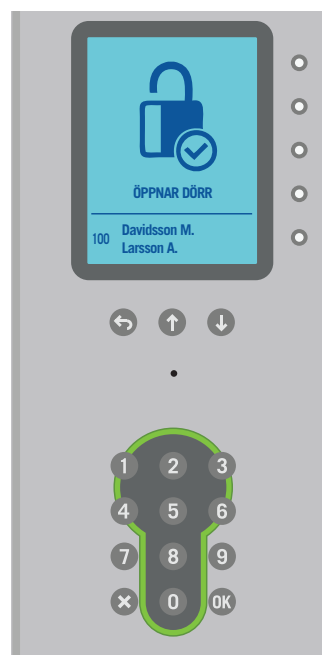 ÖPPNAR DÖRR
100 Davidsson M.
Larsson A.
1 2 3
4 5 6
7 8 9
0 OK